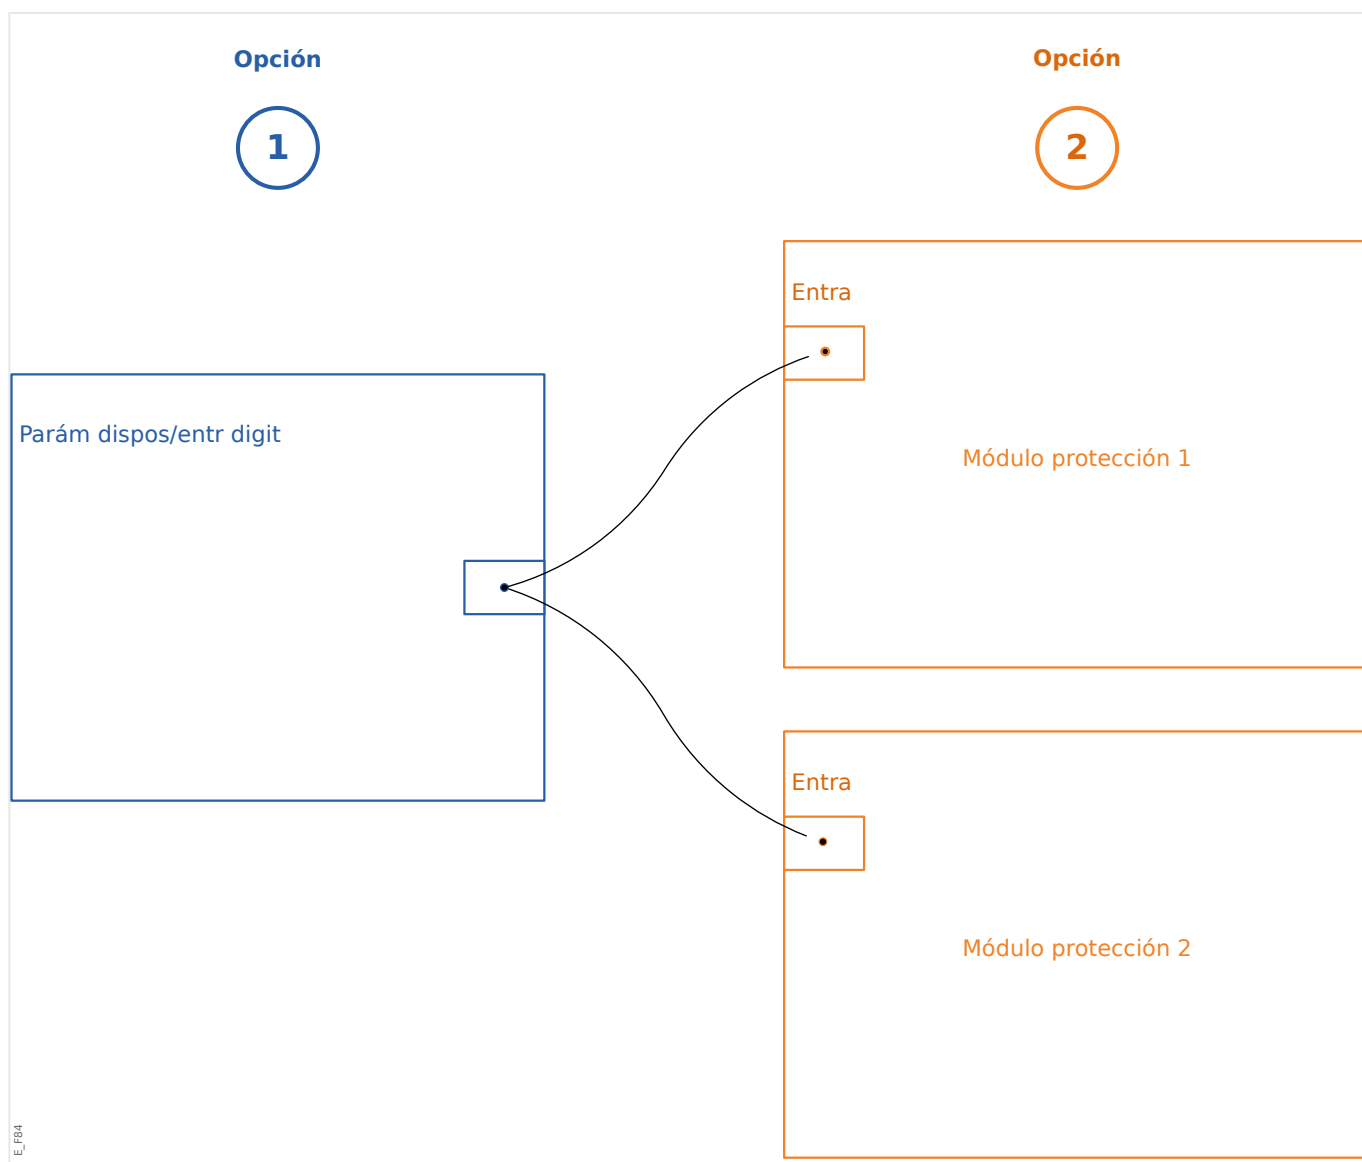 Opción
1
Opción
2
Parám dispos/entr digit
Entra
Módulo protección 1
Entra
Módulo protección 2
E_F84